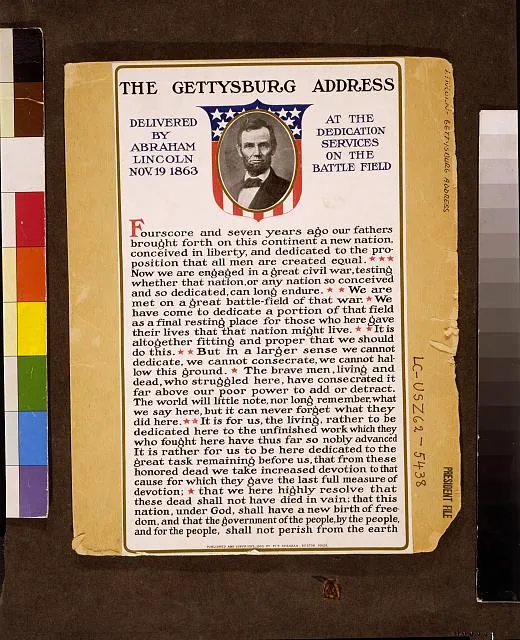 THE GETTYSBURG ADDRESS
DELIVERED
BY
ABRAHAM
LINCOLN
NOV. 19 1863
AT THE
DEDICATION
SERVICES
ON THE
BATTLE FIELD
Fourscore and seven years ago our fathers
brought forth on this continent a new nation,
conceived in liberty, and dedicated to the pro-
position that all men are created equal. ★★★
Now we are engaged in a great civil war, testing
whether that nation, or any nation so conceived
and so dedicated, can long endure. ★ ★ We are
met on a great battle-field of that war. ★ We
have come to dedicate a portion of that field
as a final resting place for those who here gave
their lives that that nation might live. ★ ★ It is
altogether fitting and proper that we should
do this. ★★ But in a larger sense we cannot
dedicate, we cannot consecrate, we cannot hal-
low this ground. ★ The brave men, living and
dead, who struggled here, have consecrated it
far above our poor power to add or detract.
The world will little note, nor long remember, what
we say here, but it can never forget what they
did here. ★★ It is for us, the living, rather to be
dedicated here to the unfinished work which they
who fought here have thus far so nobly advanced
It is rather for us to be here dedicated to the
great task remaining before us, that from these
honored dead we take increased devotion to that
cause for which they gave the last full measure of
devotion; ★ that we here highly resolve that
these dead shall not have died in vain: that this
nation, under God, shall have a new birth of free-
dom, and that the government of the people, by the people,
and for the people, shall not perish from the earth
LINCOLN - GETTYSBURG ADDRESS
LC-USZ62-5438
PRESIDENT FILE